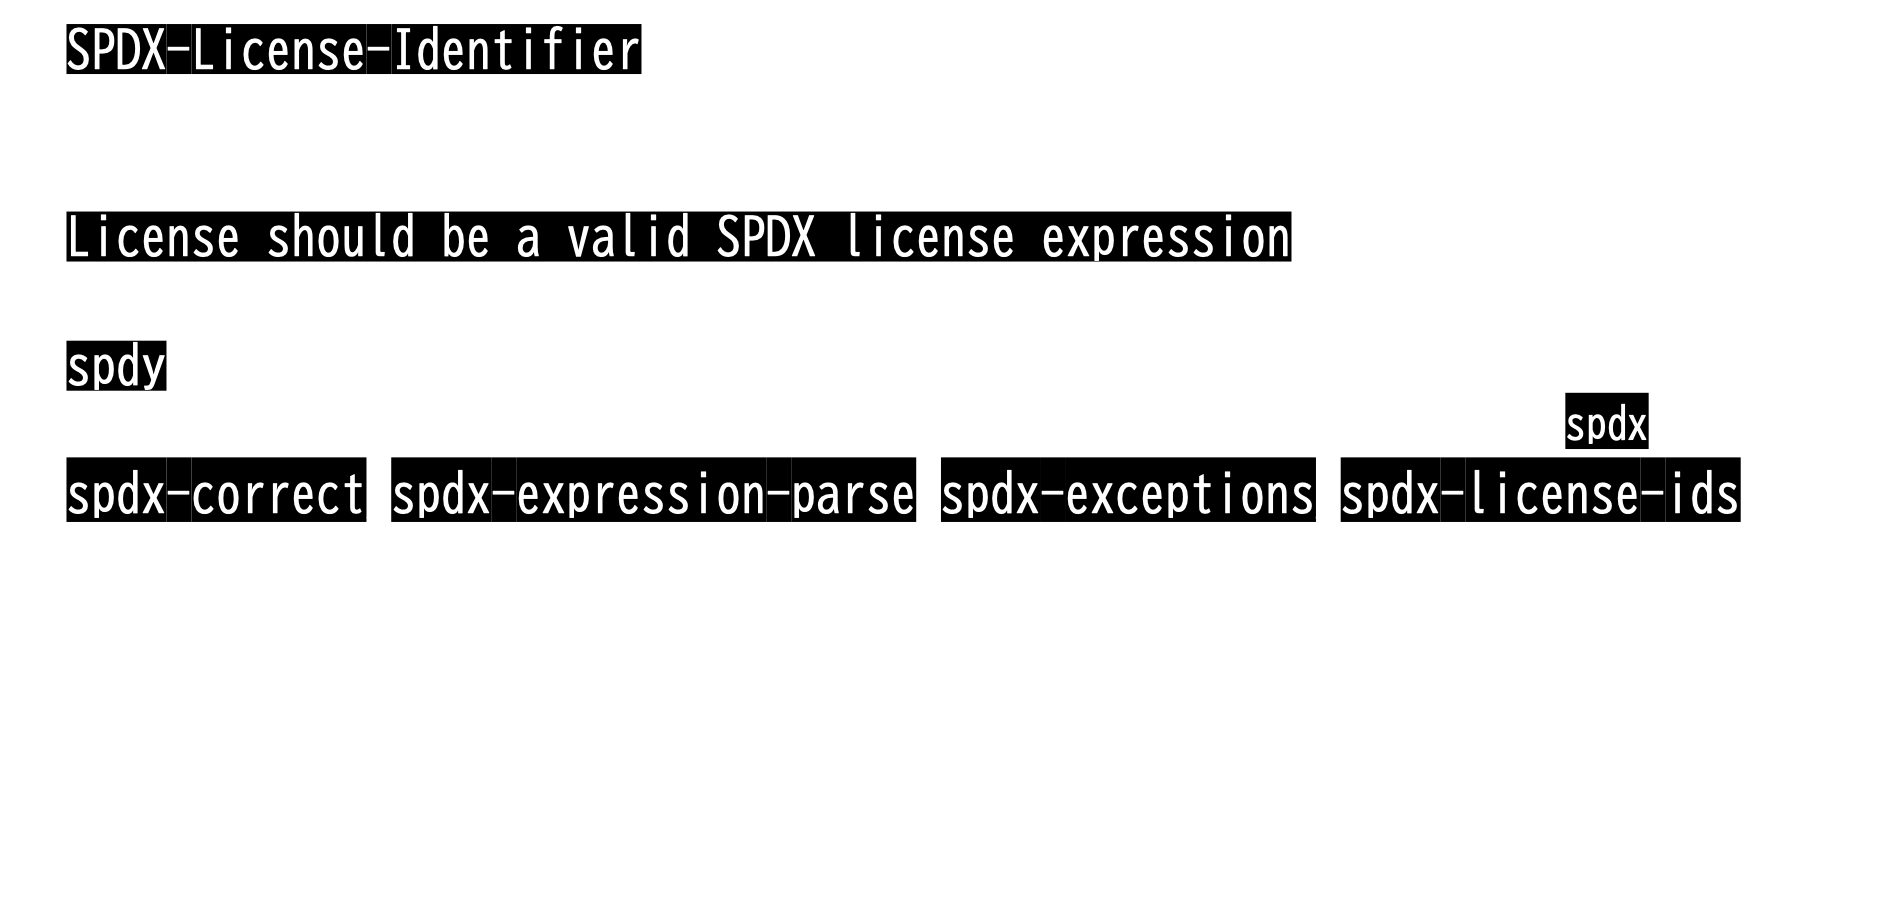 SPDX-License-Identifier
License should be a valid SPDX license expression
spdy
spdx
spdx-correct spdx-expression-parse spdx-exceptions spdx-license-ids